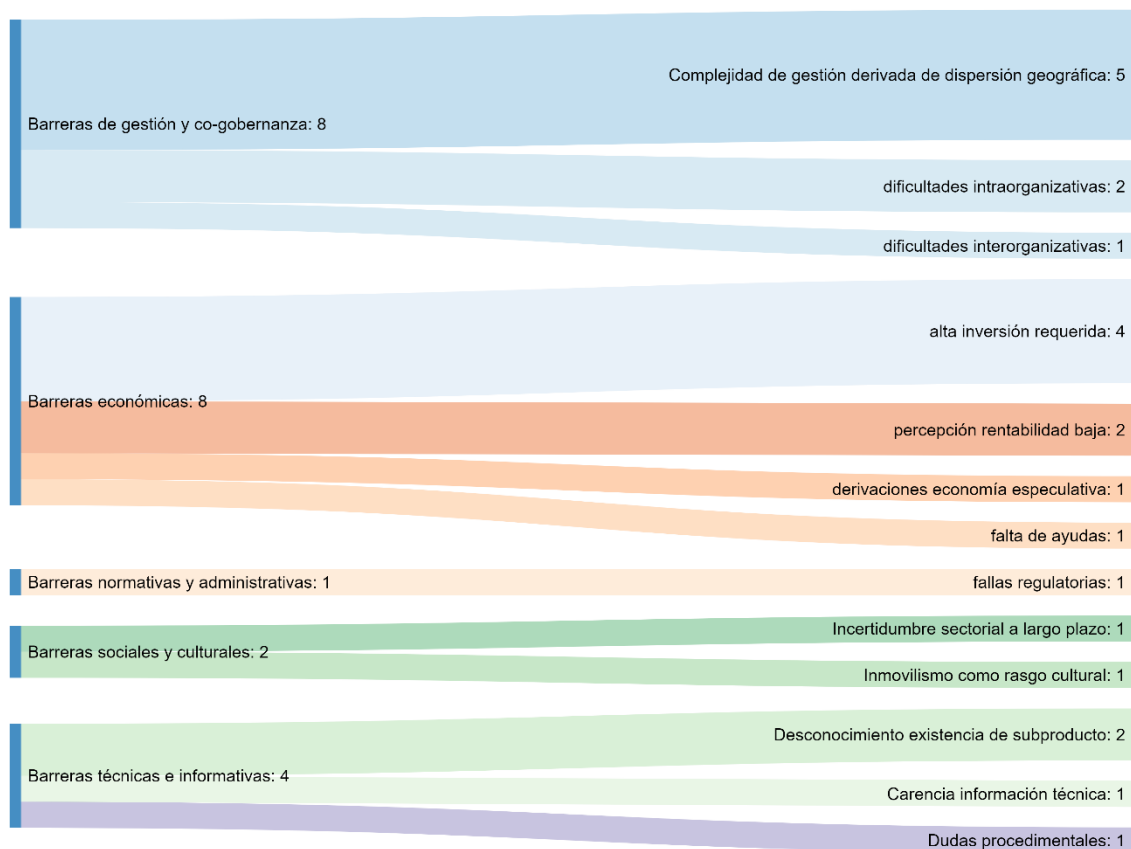 Complejidad de gestión derivada de dispersión geográfica: 5
Barreras de gestión y co-gobernanza: 8
dificultades intraorganizativas: 2
dificultades interorganizativas: 1
alta inversión requerida: 4
Barreras económicas: 8
percepción rentabilidad baja: 2
derivaciones economía especulativa: 1
falta de ayudas: 1
Barreras normativas y administrativas: 1
fallas regulatorias: 1
Incertidumbre sectorial a largo plazo: 1
Barreras sociales y culturales: 2
Inmovilismo como rasgo cultural: 1
Desconocimiento existencia de subproducto: 2
Barreras técnicas e informativas: 4
Carencia información técnica: 1
Dudas procedimentales: 1